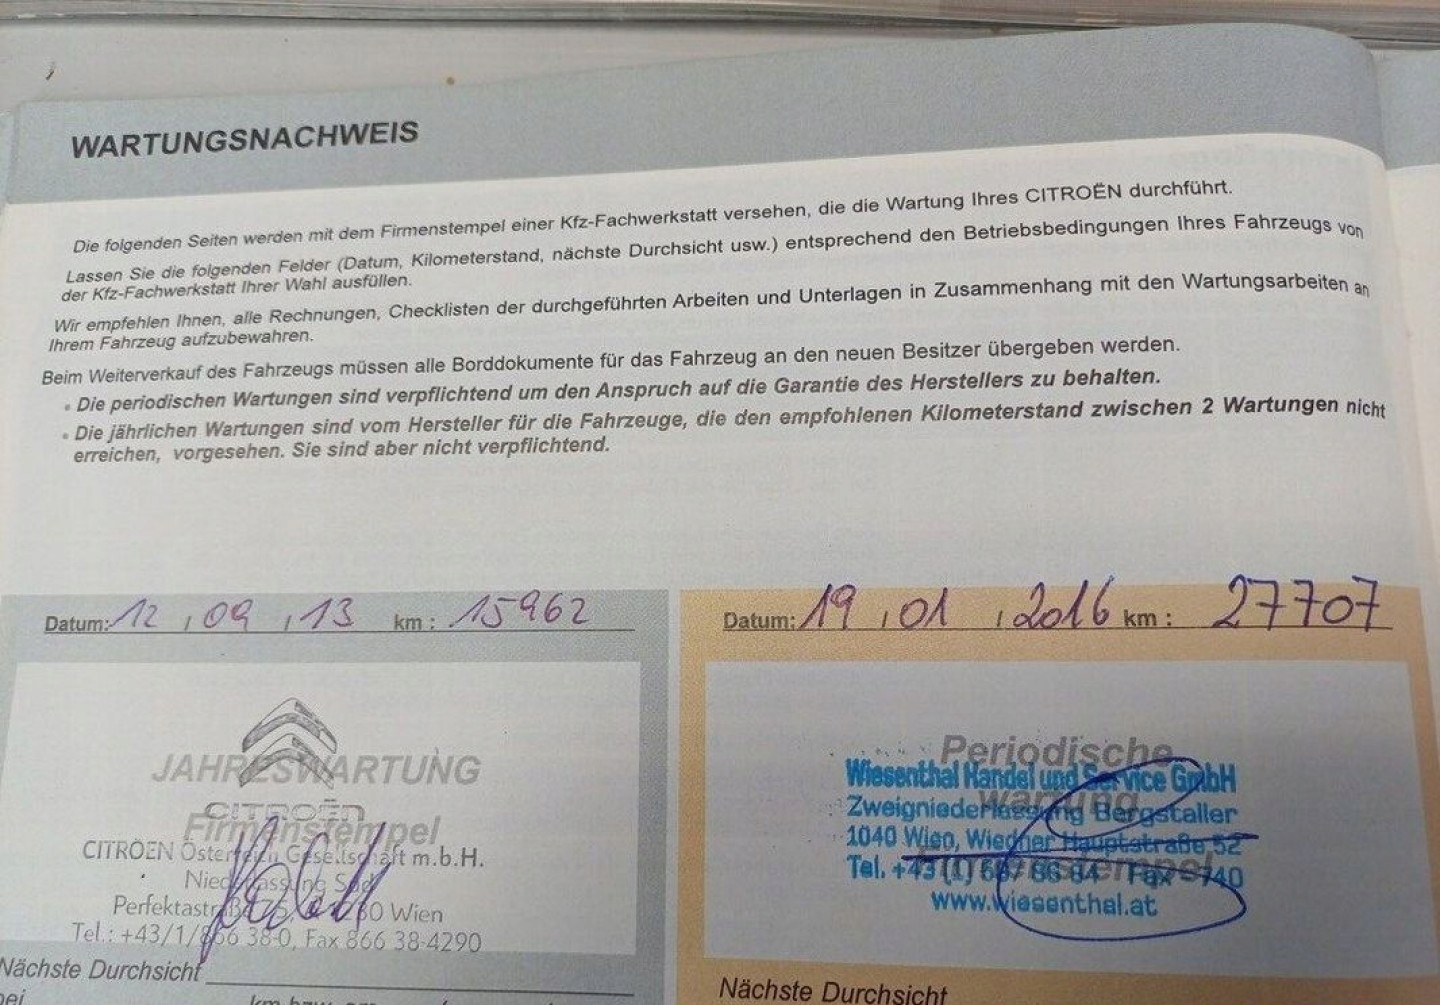 WARTUNGSNACHWEIS
Die folgenden Seiten werden mit dem Firmenstempel einer Kfz-Fachwerkstatt versehen, die die Wartung Ihres CITROËN durchführt.
Lassen Sie die folgenden Felder (Datum, Kilometerstand, nächste Durchsicht usw.) entsprechend den Betriebsbedingungen Ihres Fahrzeugs von
der Kfz-Fachwerkstatt Ihrer Wahl ausfüllen.
Wir empfehlen Ihnen, alle Rechnungen, Checklisten der durchgeführten Arbeiten und Unterlagen in Zusammenhang mit den Wartungsarbeiten an
Ihrem Fahrzeug aufzubewahren.
Beim Weiterverkauf des Fahrzeugs müssen alle Borddokumente für das Fahrzeug an den neuen Besitzer übergeben werden.
• Die periodischen Wartungen sind verpflichtend um den Anspruch auf die Garantie des Herstellers zu behalten.
• Die jährlichen Wartungen sind vom Hersteller für die Fahrzeuge, die den empfohlenen Kilometerstand zwischen 2 Wartungen nicht
erreichen, vorgesehen. Sie sind aber nicht verpflichtend.
Datum: 12 , 09 , 13 km : 15962
JAHRESWARTUNG
CITROËN
Firmenstempel
CITROËN Österreich Gesellschaft m.b.H.
Niederlassung Süd
Wien
Tel.: +43/1/866 38-0, Fax 866 38-4290
Nächste Durchsicht
bei
Datum: 19 , 01 , 2016 km : 27707
Periodische
Wiesenthal Handel und Service GmbH
Wartung
Zweigniederlassung Bergstaller
1040 Wien, Wiedner Hauptstraße 52
Firmenstempel
Tel. +43 (1) 587 86 84 Fax
www.wiesenthal.at
Nächste Durchsicht